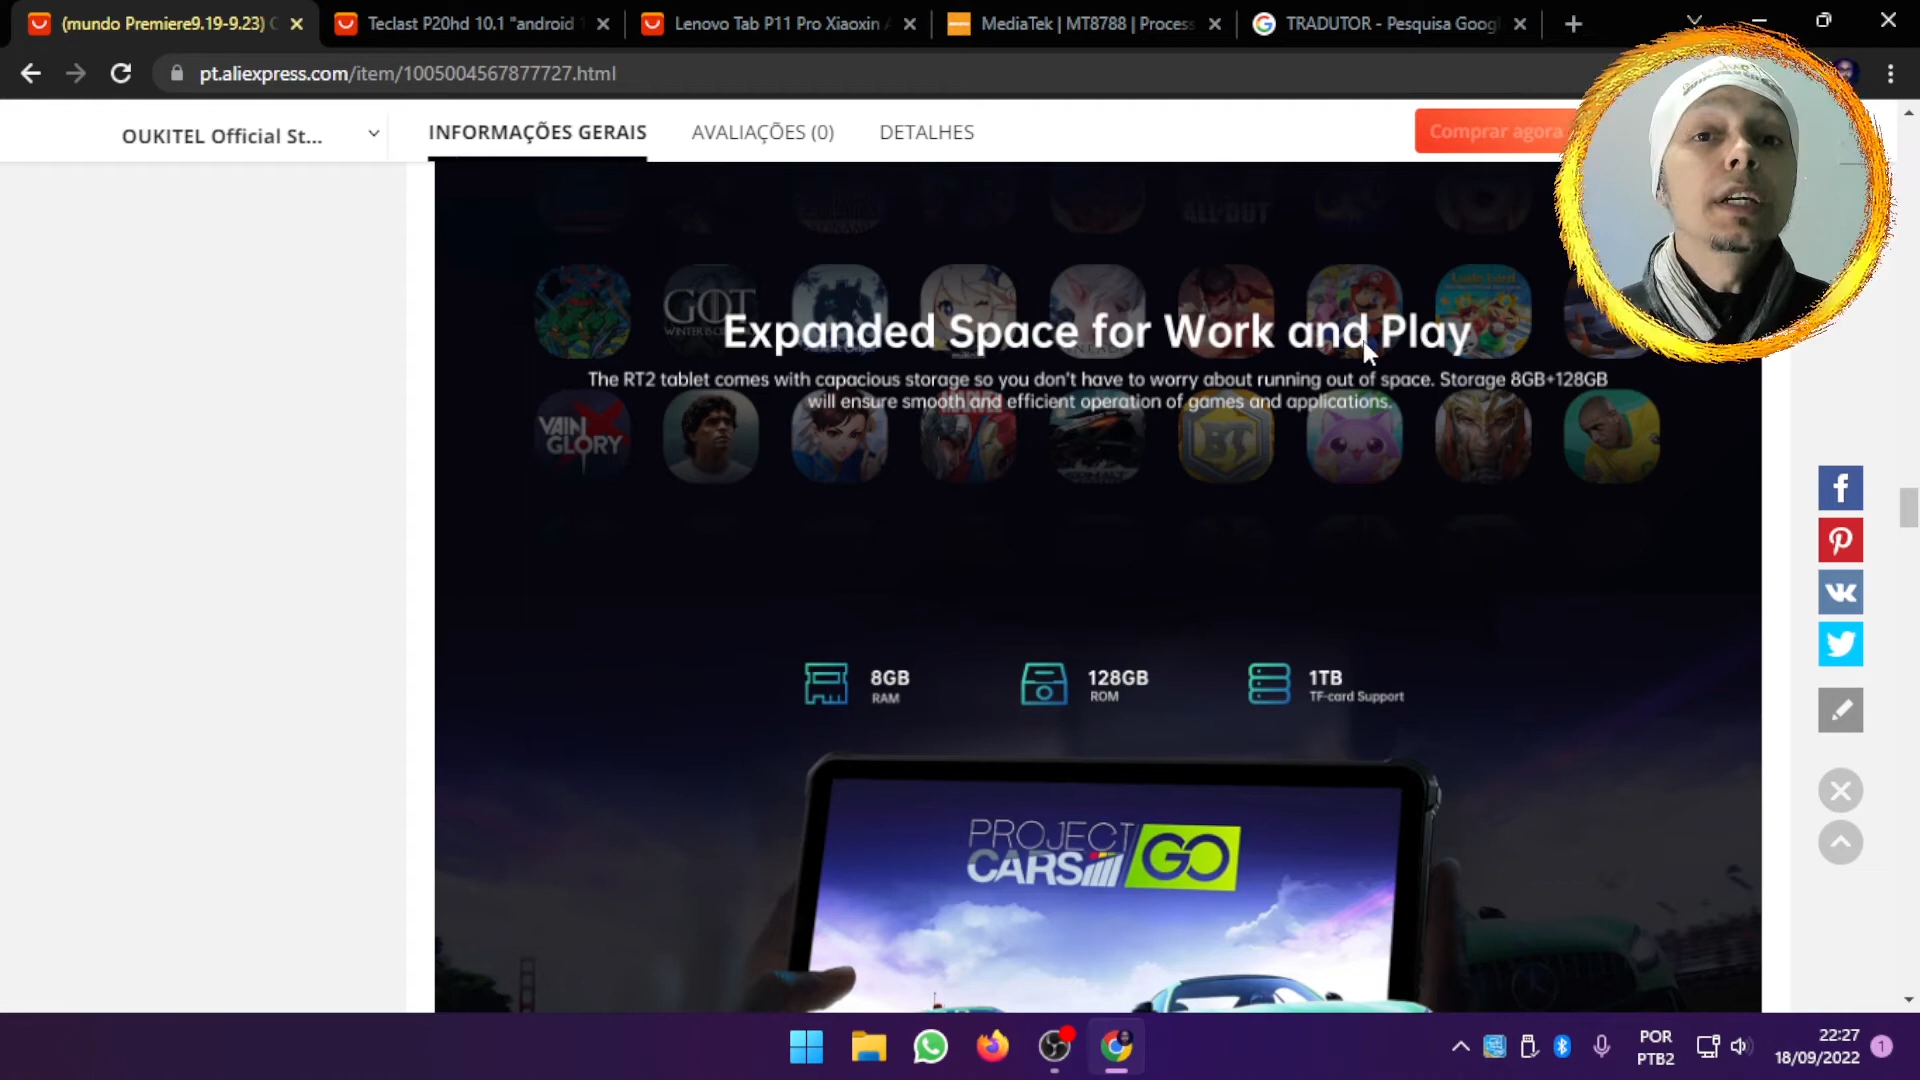 (mundo Premiere9.19-9.23)
Teclast P20hd 10.1 "android
Lenovo Tab P11 Pro Xiaoxin
MediaTek | MT8788 | Process
TRADUTOR - Pesquisa Goog
pt.aliexpress.com/item/1005004567877727.html
OUKITEL Official St...
INFORMAÇÕES GERAIS
AVALIAÇÕES (0)
DETALHES
Comprar agora
GOT
Expanded Space for Work and Play
The RT2 tablet comes with capacious storage so you don't have to worry about running out of space. Storage 8GB+128GB
will ensure smooth and efficient operation of games and applications.
VAIN
GLORY
BT
8GB
RAM
128GB
ROM
1TB
TF-card Support
PROJECT
CARS
GO
POR
PTB2
22:27
18/09/2022
1